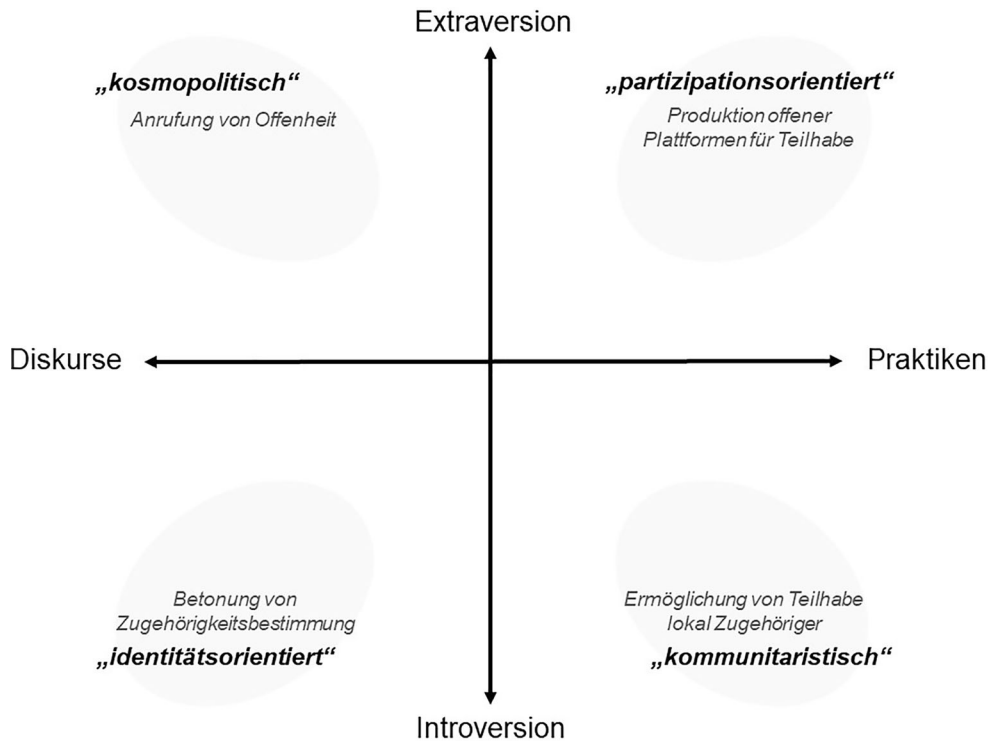 Extraversion
„kosmopolitisch“
Anrufung von Offenheit
„partizipationsorientiert“
Produktion offener
Plattformen für Teilhabe
Diskurse
Praktiken
Betonung von
Zugehörigkeitsbestimmung
„identitätsorientiert“
Ermöglichung von Teilhabe
lokal Zugehöriger
„kommunitaristisch“
Introversion